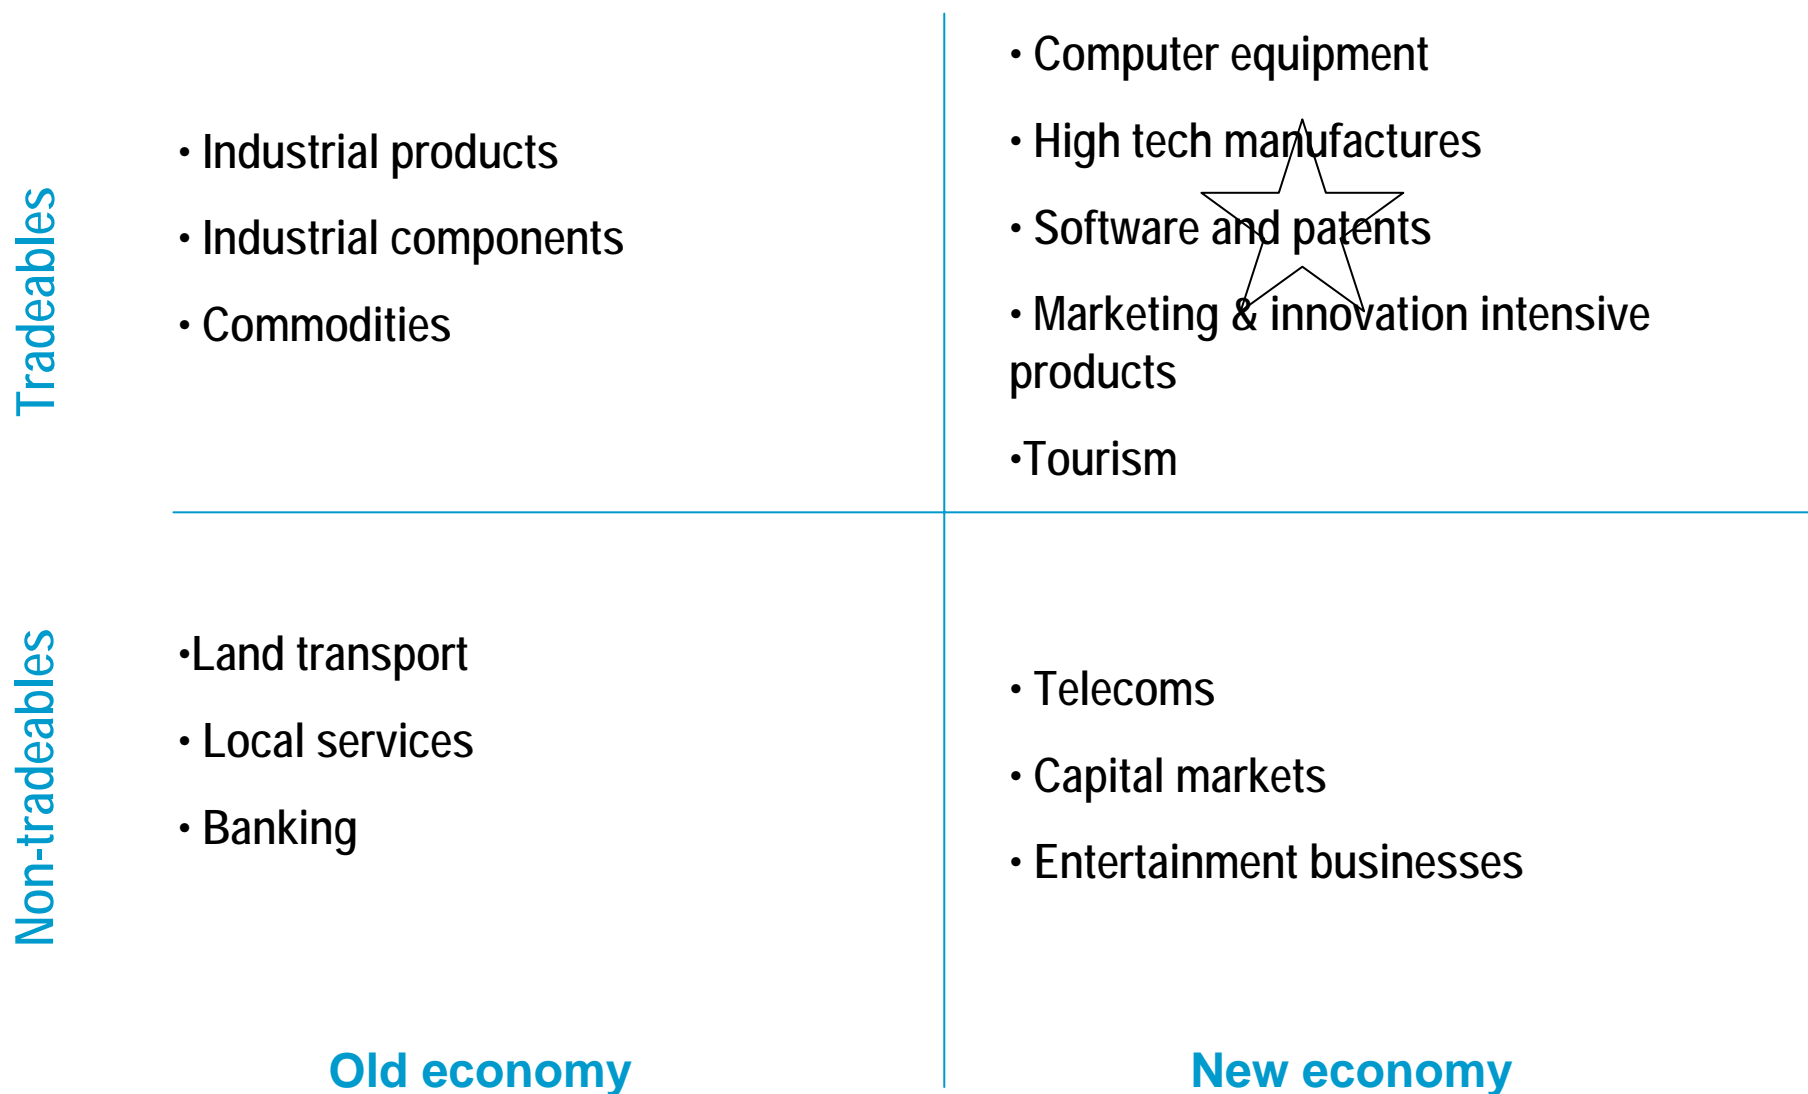 Tradeables
• Industrial products
• Industrial components
• Commodities
• Computer equipment
• High tech manufactures
• Software and patents
• Marketing & innovation intensive
products
•Tourism
Non-tradeables
•Land transport
• Local services
• Banking
• Telecoms
• Capital markets
• Entertainment businesses
Old economy
New economy